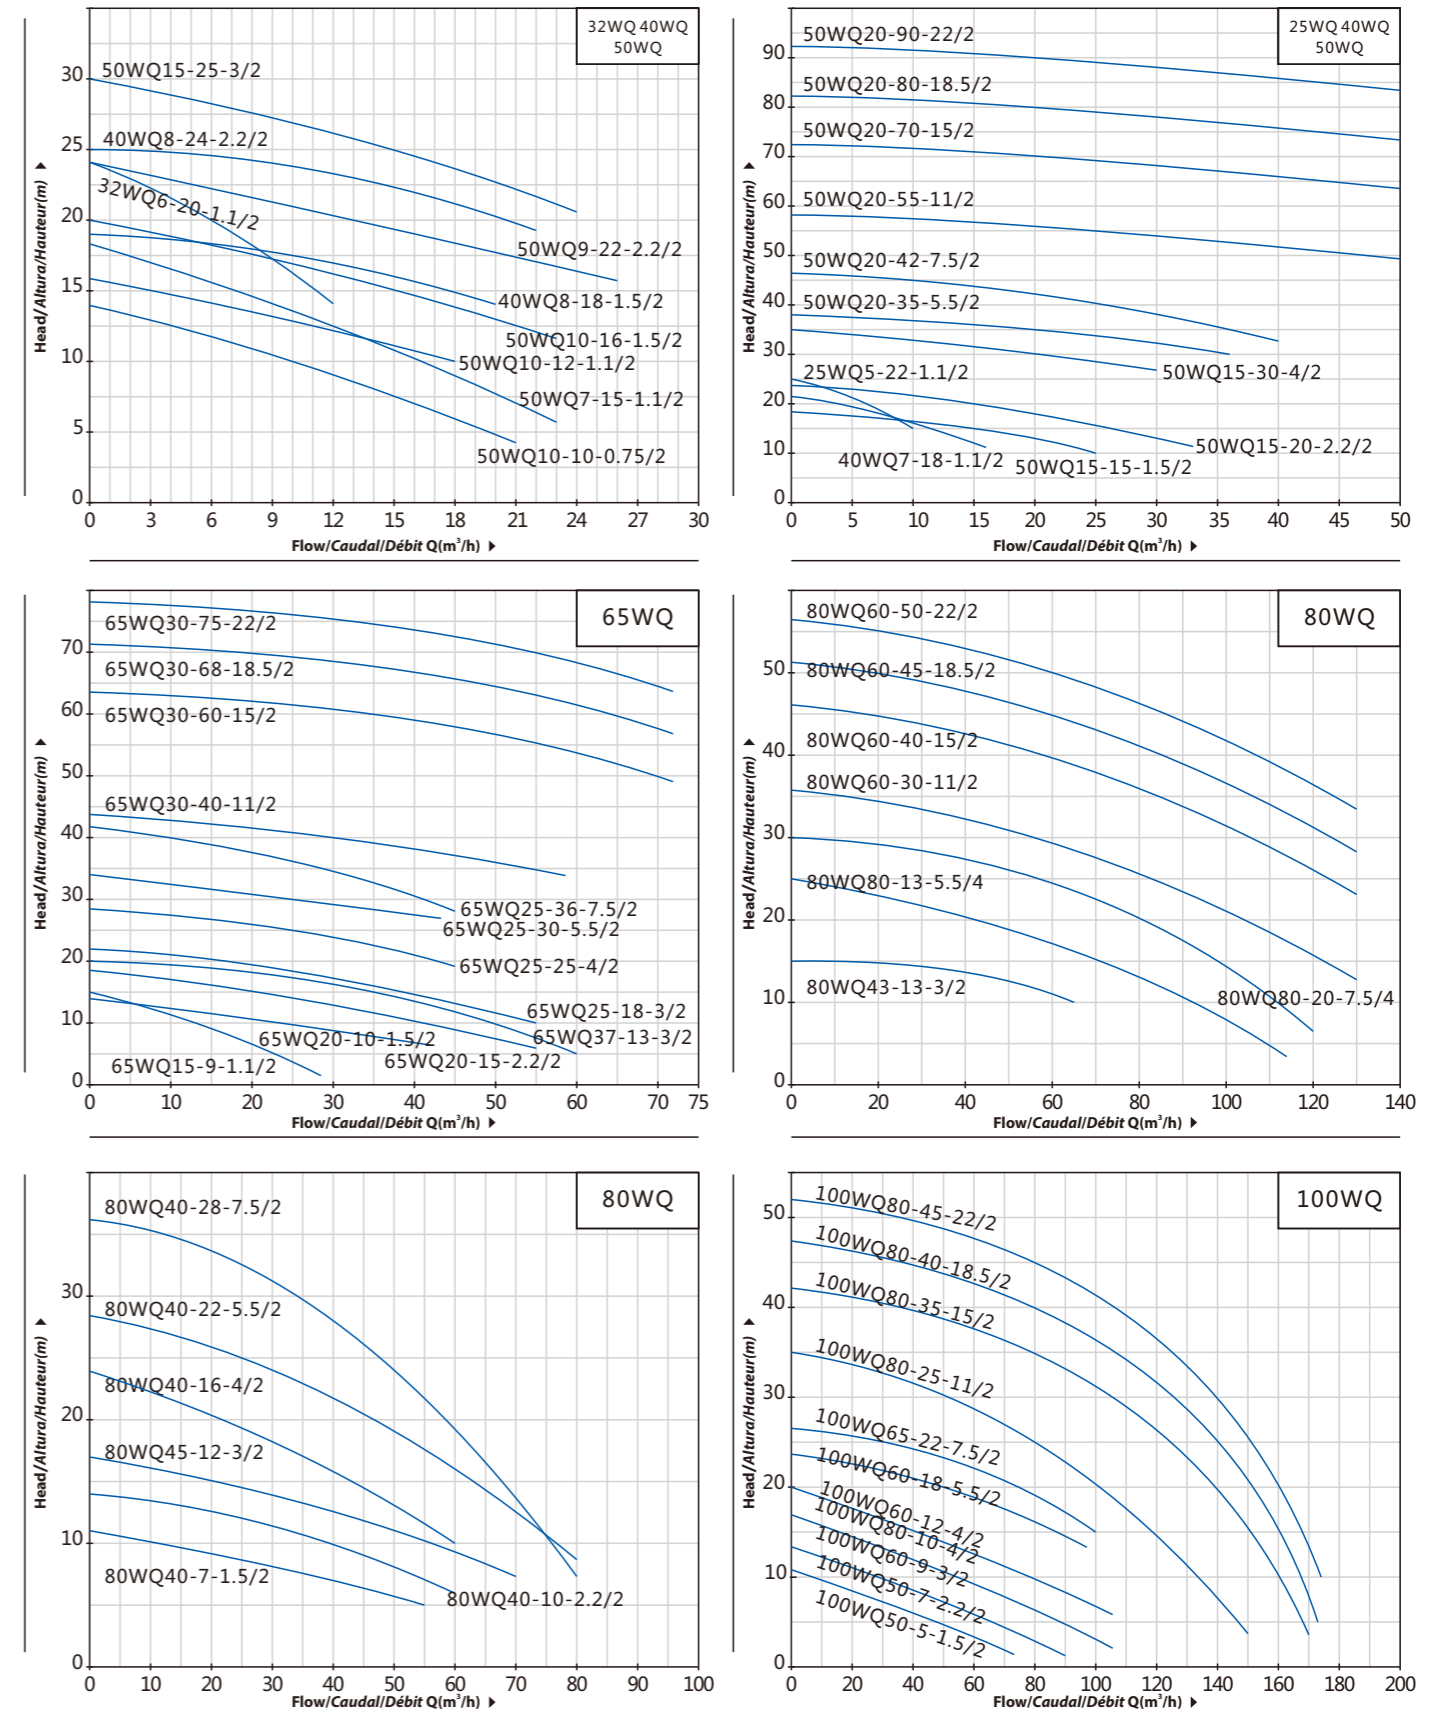 32WQ 40WQ
50WQ
50WQ15-25-3/2
40WQ8-24-2.2/2
32WQ6-20-1.1/2
50WQ9-22-2.2/2
40WQ8-18-1.5/2
50WQ10-16-1.5/2
50WQ10-12-1.1/2
50WQ7-15-1.1/2
50WQ10-10-0.75/2
30
25
20
15
10
5
0
0 3 6 9 12 15 18 21 24 27 30
Head/Altura/Hauteur(m)
Flow/Caudal/Débit Q(m³/h)
25WQ 40WQ
50WQ
50WQ20-90-22/2
50WQ20-80-18.5/2
50WQ20-70-15/2
50WQ20-55-11/2
50WQ20-42-7.5/2
50WQ20-35-5.5/2
50WQ15-30-4/2
25WQ5-22-1.1/2
50WQ15-20-2.2/2
40WQ7-18-1.1/2
50WQ15-15-1.5/2
90
80
70
60
50
40
30
20
10
0
0 5 10 15 20 25 30 35 40 45 50
Head/Altura/Hauteur(m)
Flow/Caudal/Débit Q(m³/h)
65WQ
65WQ30-75-22/2
65WQ30-68-18.5/2
65WQ30-60-15/2
65WQ30-40-11/2
65WQ25-36-7.5/2
65WQ25-30-5.5/2
65WQ25-25-4/2
65WQ25-18-3/2
65WQ37-13-3/2
65WQ20-10-1.5/2
65WQ20-15-2.2/2
65WQ15-9-1.1/2
70
60
50
40
30
20
10
0
0 10 20 30 40 50 60 70 75
Head/Altura/Hauteur(m)
Flow/Caudal/Débit Q(m³/h)
80WQ
80WQ60-50-22/2
80WQ60-45-18.5/2
80WQ60-40-15/2
80WQ60-30-11/2
80WQ80-13-5.5/4
80WQ43-13-3/2
80WQ80-20-7.5/4
50
40
30
20
10
0
0 20 40 60 80 100 120 140
Head/Altura/Hauteur(m)
Flow/Caudal/Débit Q(m³/h)
80WQ
80WQ40-28-7.5/2
80WQ40-22-5.5/2
80WQ40-16-4/2
80WQ45-12-3/2
80WQ40-7-1.5/2
80WQ40-10-2.2/2
30
20
10
0
0 10 20 30 40 50 60 70 80 90 100
Head/Altura/Hauteur(m)
Flow/Caudal/Débit Q(m³/h)
100WQ
100WQ80-45-22/2
100WQ80-40-18.5/2
100WQ80-35-15/2
100WQ80-25-11/2
100WQ65-22-7.5/2
100WQ60-18-5.5/2
100WQ60-12-4/2
100WQ80-10-4/2
100WQ60-9-3/2
100WQ50-7-2.2/2
100WQ50-5-1.5/2
50
40
30
20
10
0
0 20 40 60 80 100 120 140 160 180 200
Head/Altura/Hauteur(m)
Flow/Caudal/Débit Q(m³/h)